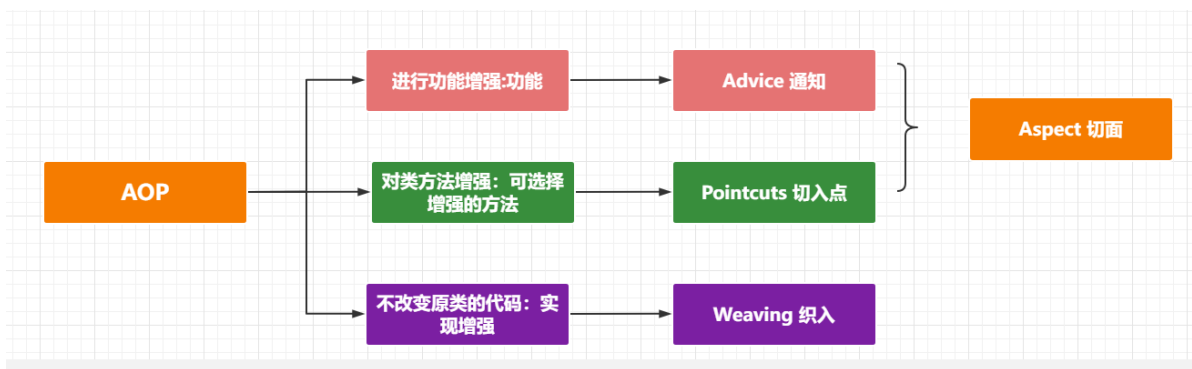 进行功能增强:功能
Advice 通知
Aspect 切面
AOP
对类方法增强：可选择
增强的方法
Pointcuts 切入点
不改变原类的代码：实
现增强
Weaving 织入